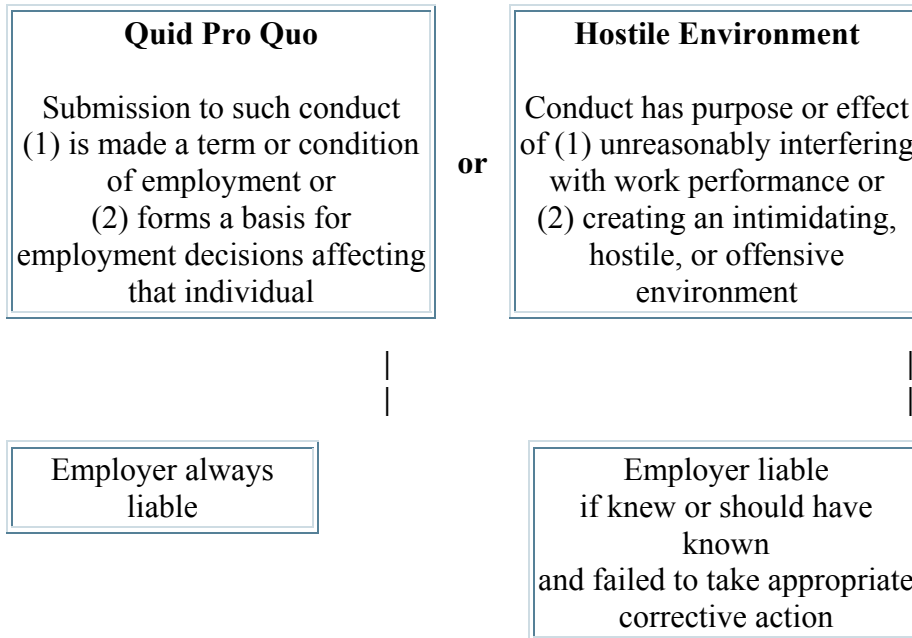 Quid Pro Quo
Submission to such conduct
(1) is made a term or condition
of employment or
(2) forms a basis for
employment decisions affecting
that individual
or
Hostile Environment
Conduct has purpose or effect
of (1) unreasonably interfering
with work performance or
(2) creating an intimidating,
hostile, or offensive
environment
|
|
|
|
Employer always
liable
Employer liable
if knew or should have
known
and failed to take appropriate
corrective action